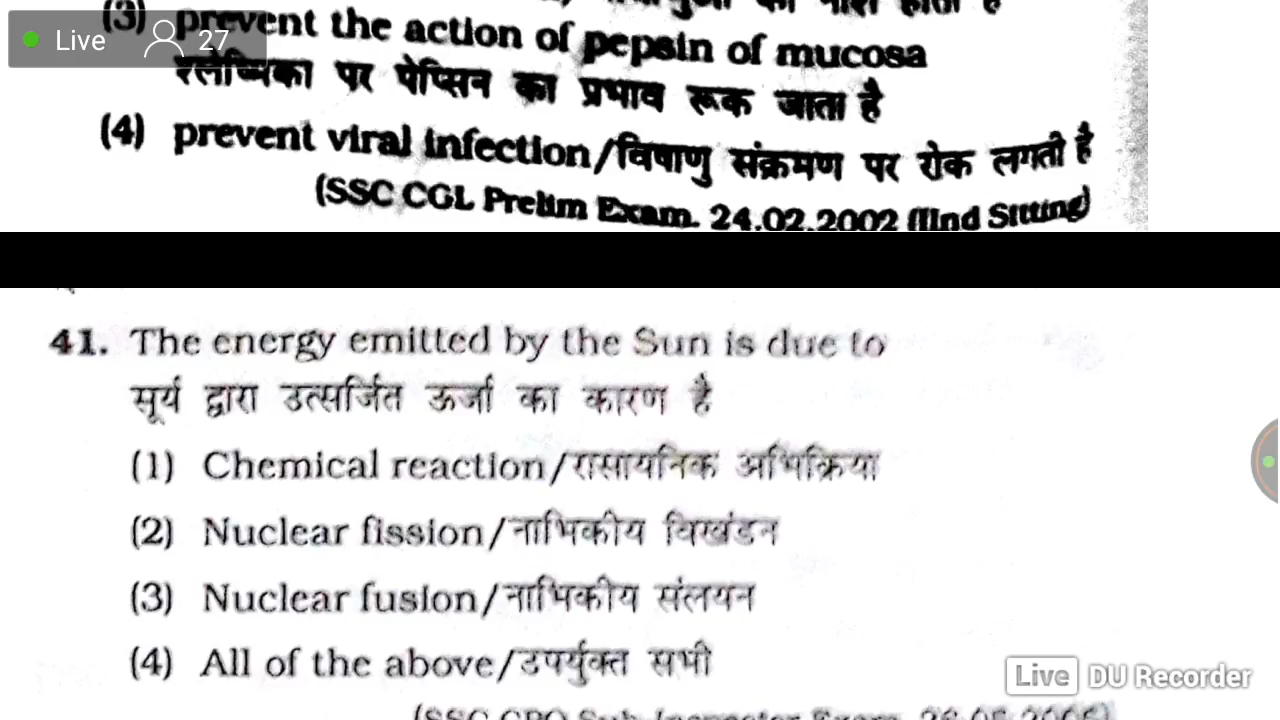 (3) prevent the action of pepsin of mucosa
श्लेष्मिका पर पेप्सिन का प्रभाव रूक जाता है
(4) prevent viral infection/विषाणु संक्रमण पर रोक लगती है
(SSC CGL Prelim Exam. 24.02.2002 (IInd Sitting)
Live 27
41. The energy emitted by the Sun is due to
सूर्य द्वारा उत्सर्जित ऊर्जा का कारण है
(1) Chemical reaction/रासायनिक अभिक्रिया
(2) Nuclear fission/नाभिकीय विखंडन
(3) Nuclear fusion/नाभिकीय संलयन
(4) All of the above/उपर्युक्त सभी
Live DU Recorder